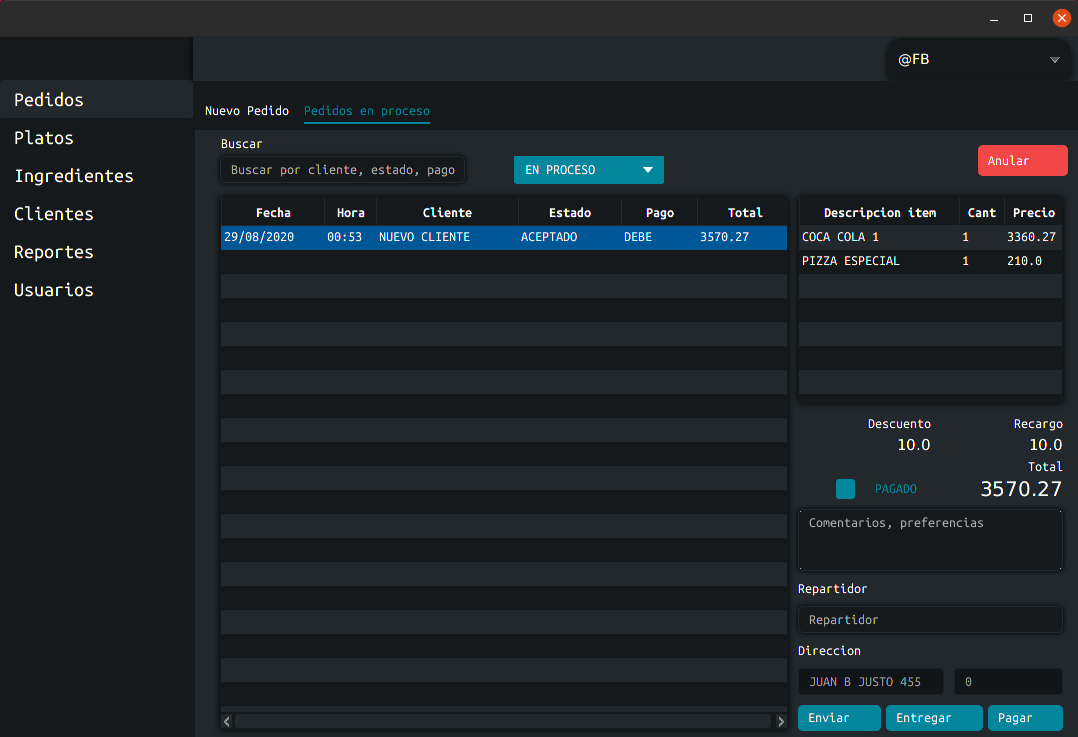 @FB
Pedidos
Platos
Ingredientes
Clientes
Reportes
Usuarios
Nuevo Pedido Pedidos en proceso
Buscar
Buscar por cliente, estado, pago
EN PROCESO
Anular
Fecha Hora Cliente Estado Pago Total
29/08/2020 00:53 NUEVO CLIENTE ACEPTADO DEBE 3570.27
Descripcion item Cant Precio
COCA COLA 1 1 3360.27
PIZZA ESPECIAL 1 210.0
Descuento Recargo
10.0 10.0
Total
PAGADO 3570.27
Comentarios, preferencias
Repartidor
Repartidor
Direccion
JUAN B JUSTO 455 0
Enviar Entregar Pagar